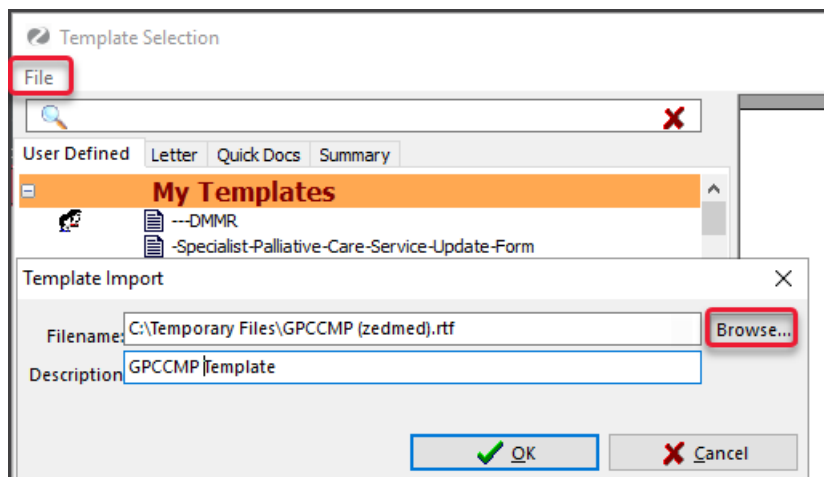 Template Selection
File
User Defined Letter Quick Docs Summary
My Templates
---DMMR
-Specialist-Palliative-Care-Service-Update-Form
Template Import
Filename: C:\Temporary Files\GPCCMP (zedmed).rtf Browse...
Description GPCCMP Template
OK Cancel